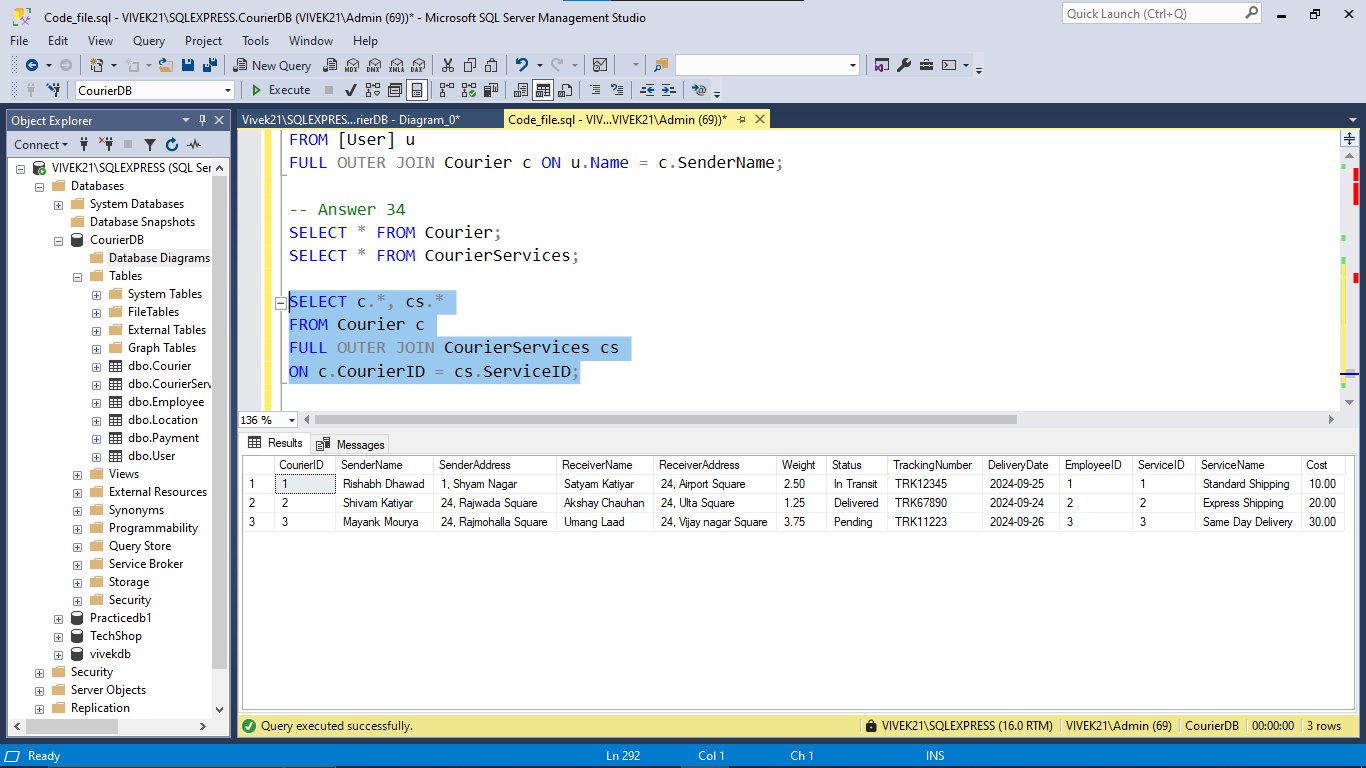 Code_file.sql - VIVEK21\SQLEXPRESS.CourierDB (VIVEK21\Admin (69))* - Microsoft SQL Server Management Studio
Quick Launch (Ctrl+Q)
File Edit View Query Project Tools Window Help
New Query MDX DMX XMLA DAX
CourierDB Execute
Object Explorer
Connect
VIVEK21\SQLEXPRESS (SQL Ser
Databases
System Databases
Database Snapshots
CourierDB
Database Diagrams
Tables
System Tables
FileTables
External Tables
Graph Tables
dbo.Courier
dbo.CourierServ
dbo.Employee
dbo.Location
dbo.Payment
dbo.User
Views
External Resources
Synonyms
Programmability
Query Store
Service Broker
Storage
Security
Practicedb1
TechShop
vivekdb
Security
Server Objects
Replication
Vivek21\SQLEXPRES...rierDB - Diagram_0*
Code_file.sql - VIV...VIVEK21\Admin (69))*
FROM [User] u
FULL OUTER JOIN Courier c ON u.Name = c.SenderName;
-- Answer 34
SELECT * FROM Courier;
SELECT * FROM CourierServices;
SELECT c.*, cs.*
FROM Courier c
FULL OUTER JOIN CourierServices cs
ON c.CourierID = cs.ServiceID;
136 %
Results Messages
CourierID SenderName SenderAddress ReceiverName ReceiverAddress Weight Status TrackingNumber DeliveryDate EmployeeID ServiceID ServiceName Cost
1 1 Rishabh Dhawad 1, Shyam Nagar Satyam Katiyar 24, Airport Square 2.50 In Transit TRK12345 2024-09-25 1 1 Standard Shipping 10.00
2 2 Shivam Katiyar 24, Rajwada Square Akshay Chauhan 24, Ulta Square 1.25 Delivered TRK67890 2024-09-24 2 2 Express Shipping 20.00
3 3 Mayank Mourya 24, Rajmohalla Square Umang Laad 24, Vijay nagar Square 3.75 Pending TRK11223 2024-09-26 3 3 Same Day Delivery 30.00
Query executed successfully.
VIVEK21\SQLEXPRESS (16.0 RTM) VIVEK21\Admin (69) CourierDB 00:00:00 3 rows
Ready Ln 292 Col 1 Ch 1 INS